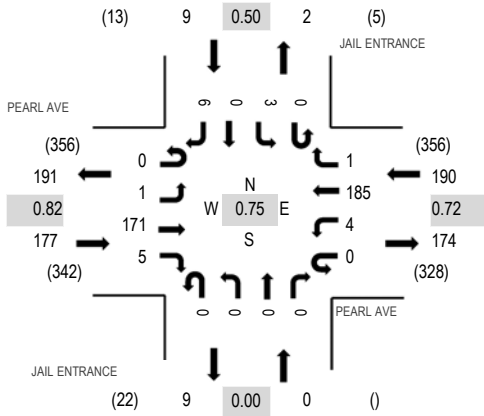 (13) 9 0.50 2 (5)
JAIL ENTRANCE
PEARL AVE
6 0 3 0
(356) (356)
0 1
191 190
1 N 185
0.82 W 0.75 E 0.72
171 S 4
177 174
5 0
(342) (328)
0 0 0 0
PEARL AVE
JAIL ENTRANCE
(22) 9 0.00 0 ()